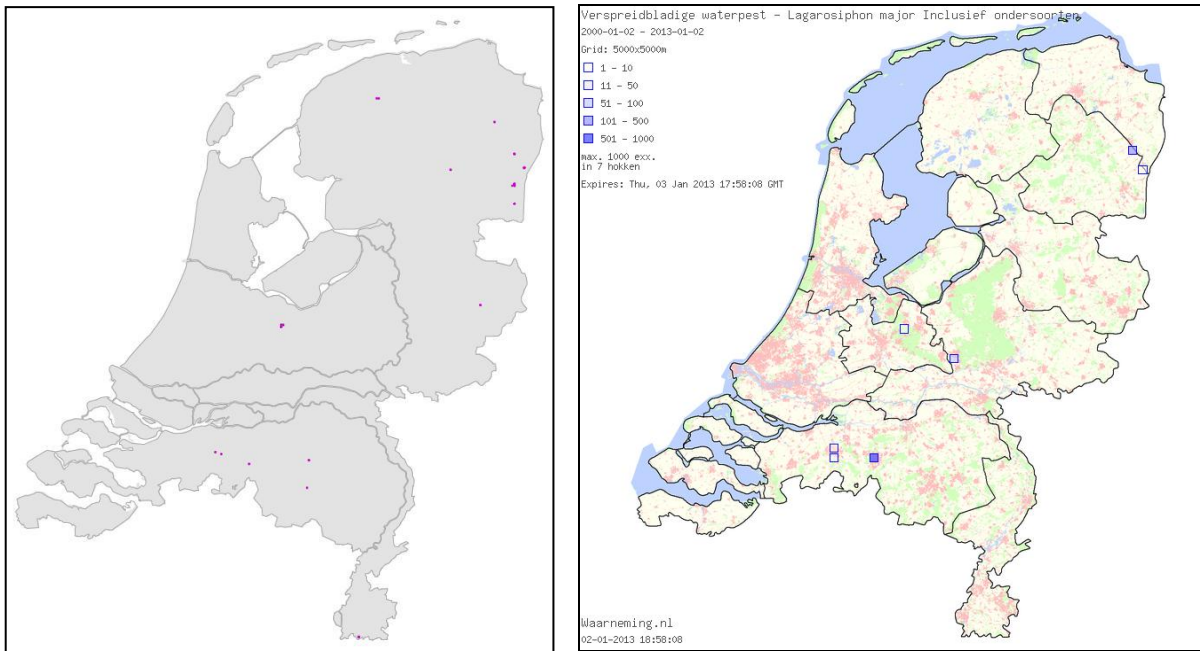 Verspreidbladige waterpest - Lagarosiphon major Inclusief ondersoorten
2000-01-02 - 2013-01-02
Grid: 5000x5000m
1 - 10
11 - 50
51 - 100
101 - 500
501 - 1000
max. 1000 exx.
in 7 hokken
Expires: Thu, 03 Jan 2013 17:58:08 GMT
Waarneming.nl
02-01-2013 18:58:08